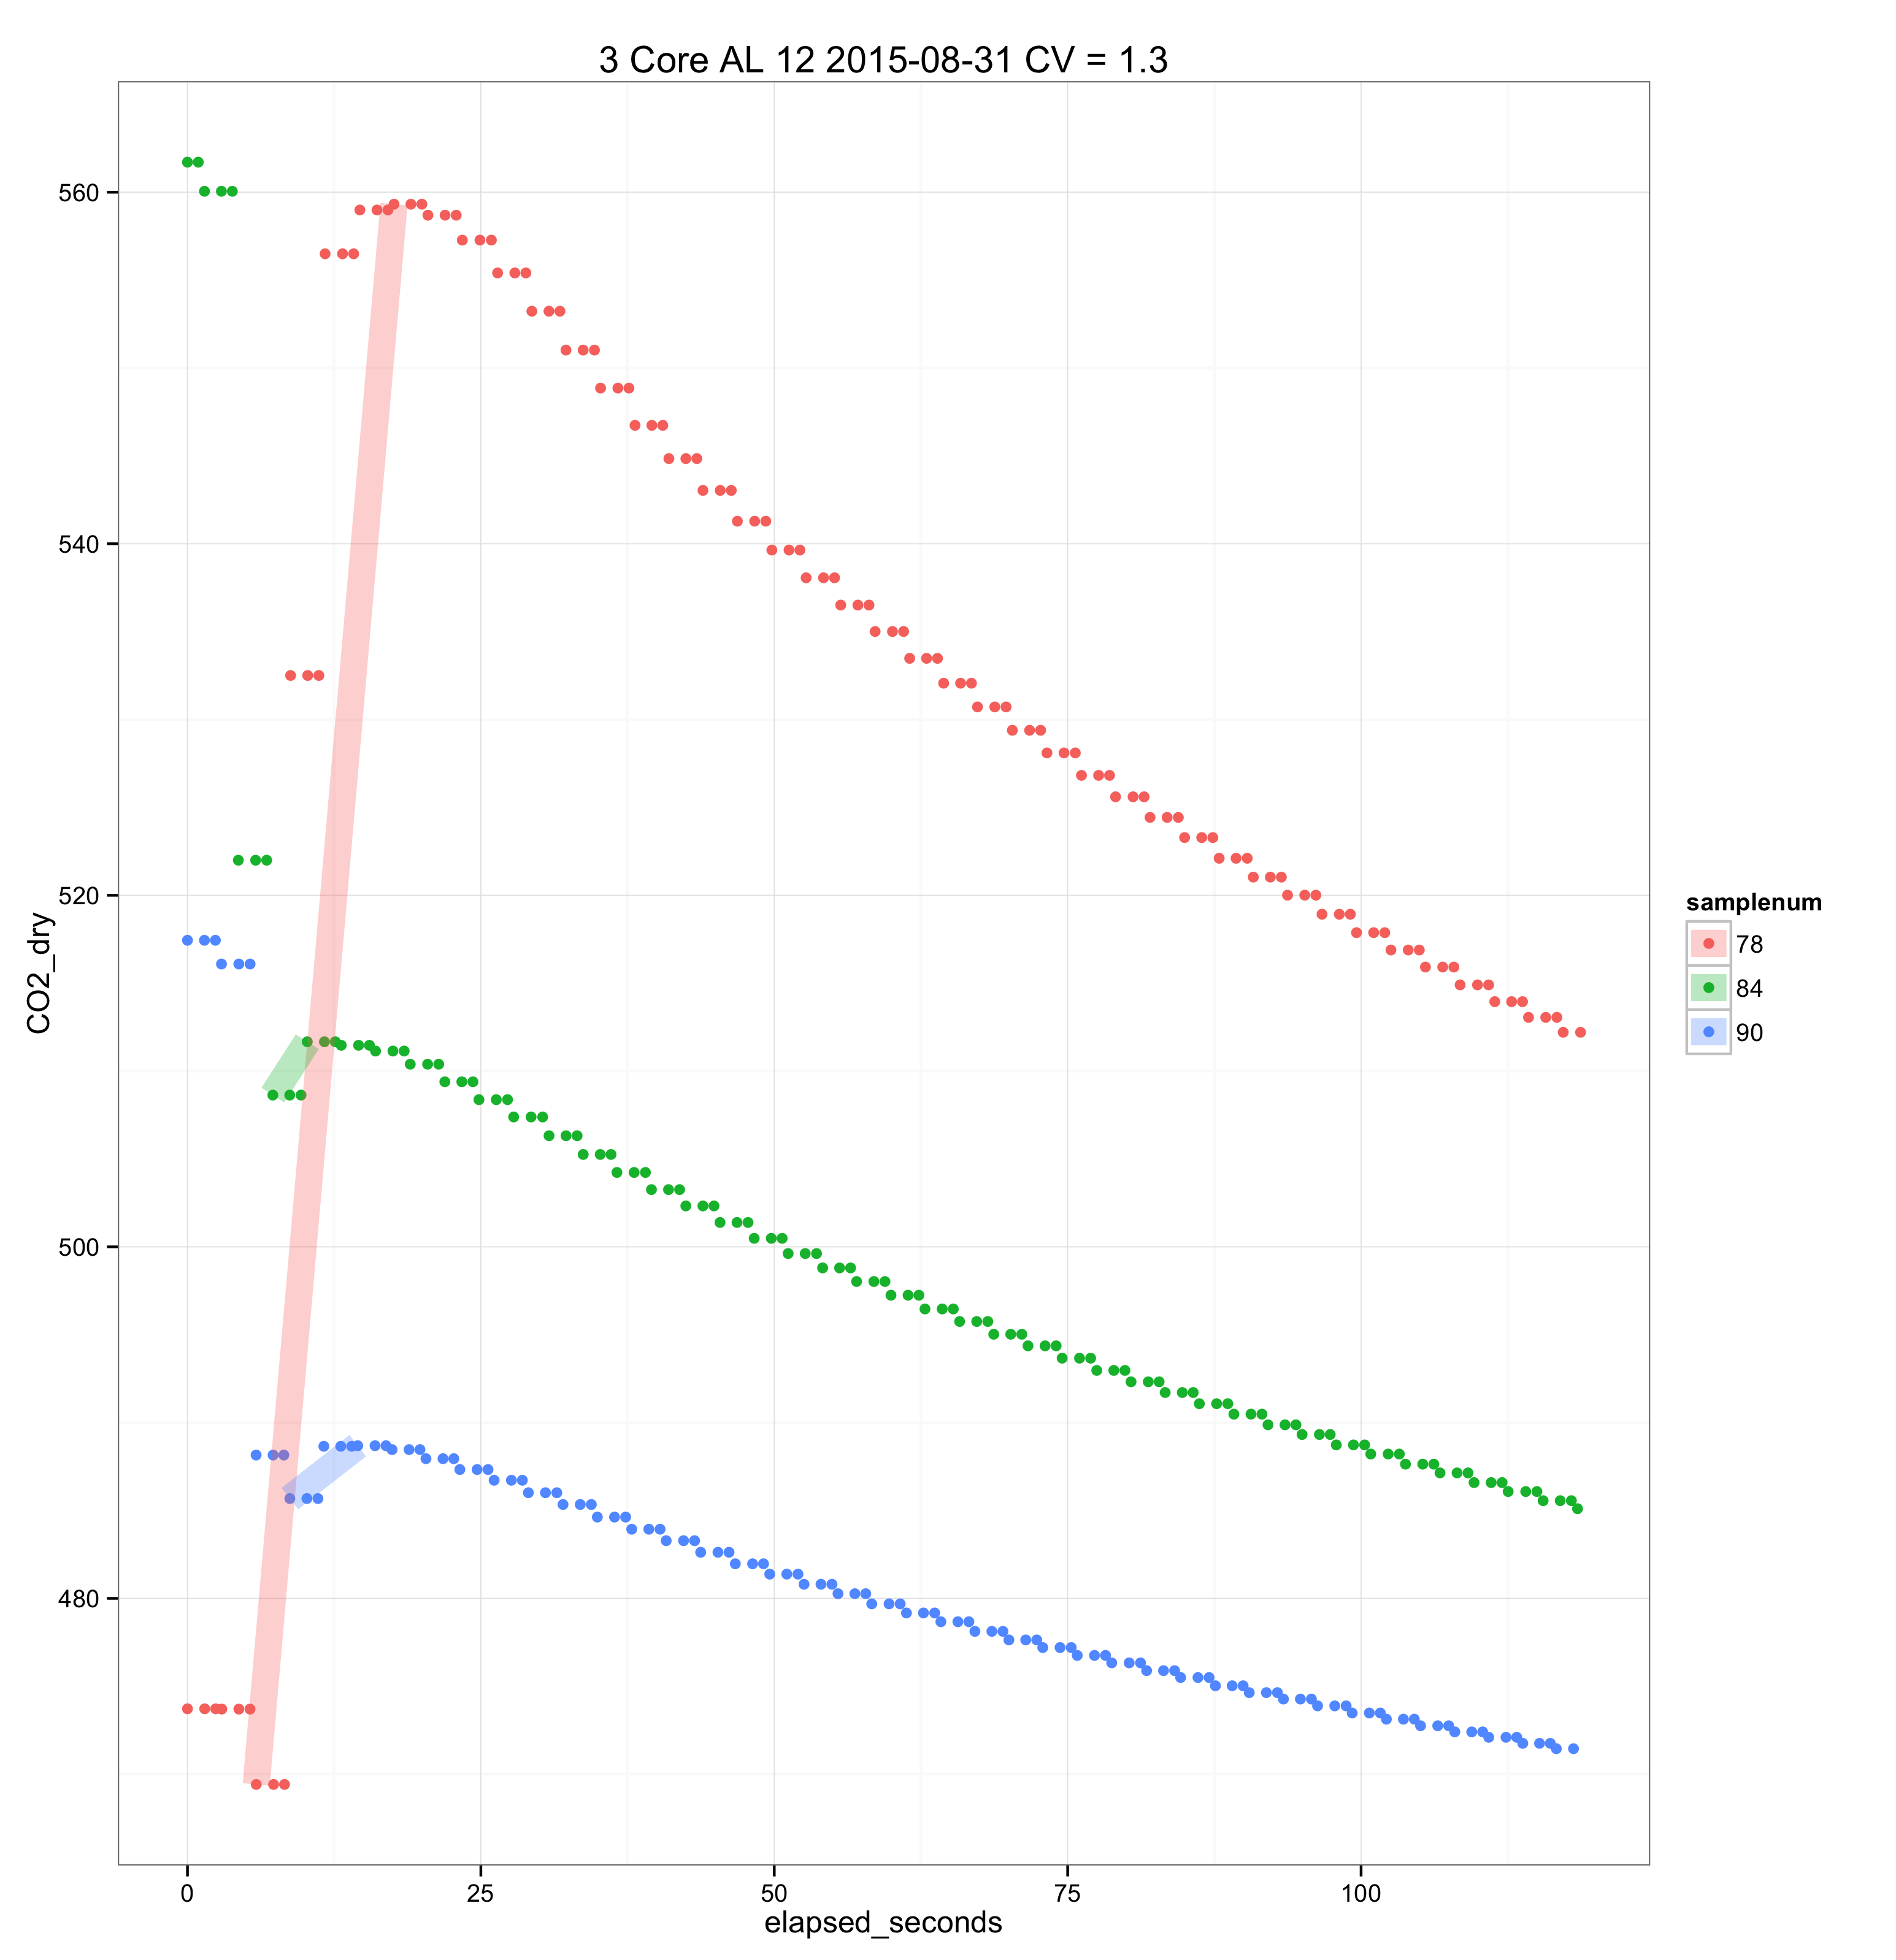 3 Core AL 12 2015-08-31 CV = 1.3
560
540
520
500
480
CO2_dry
0 25 50 75 100
elapsed_seconds
samplenum
78
84
90